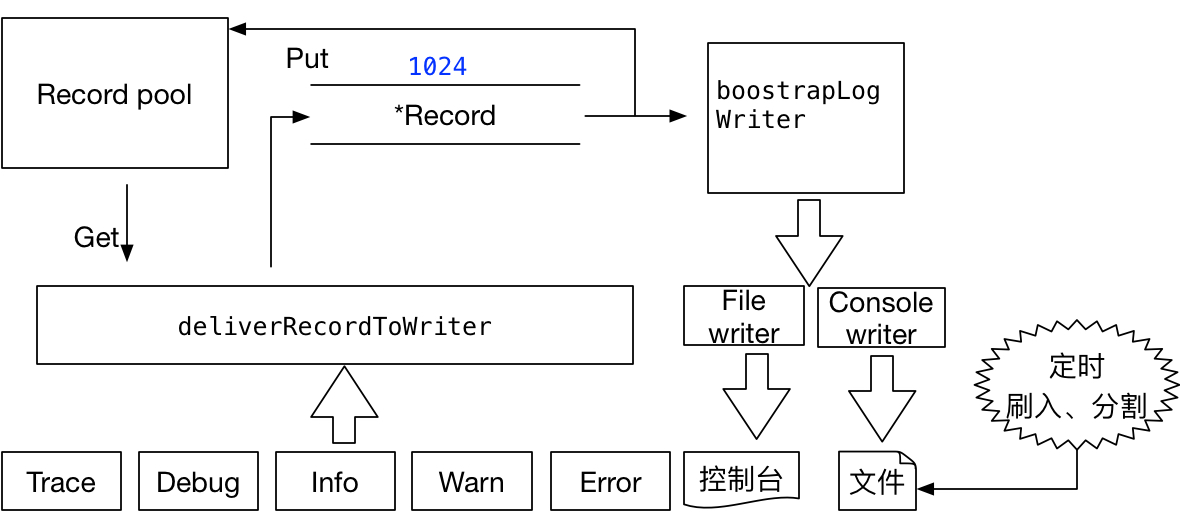 Record pool
Put
1024
*Record
boostrapLog
Writer
Get
deliverRecordToWriter
File
writer
Console
writer
定时
刷入、分割
Trace
Debug
Info
Warn
Error
控制台
文件